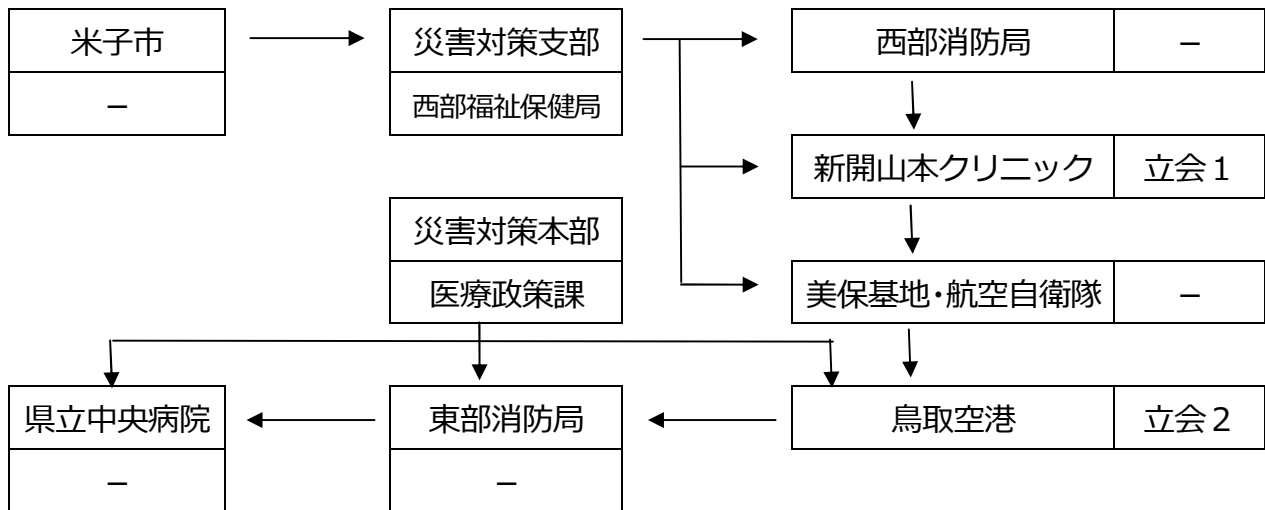 米子市
－
災害対策支部
西部福祉保健局
西部消防局 －
新開山本クリニック 立会１
災害対策本部
医療政策課
美保基地・航空自衛隊 －
県立中央病院
－
東部消防局
－
鳥取空港 立会２